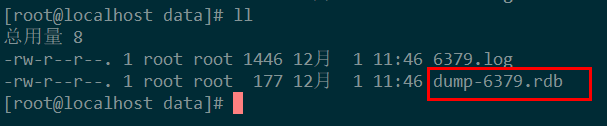 [root@localhost data]# ll
总用量 8
-rw-r--r--. 1 root root 1446 12月  1 11:46 6379.log
-rw-r--r--. 1 root root  177 12月  1 11:46 dump-6379.rdb
[root@localhost data]#